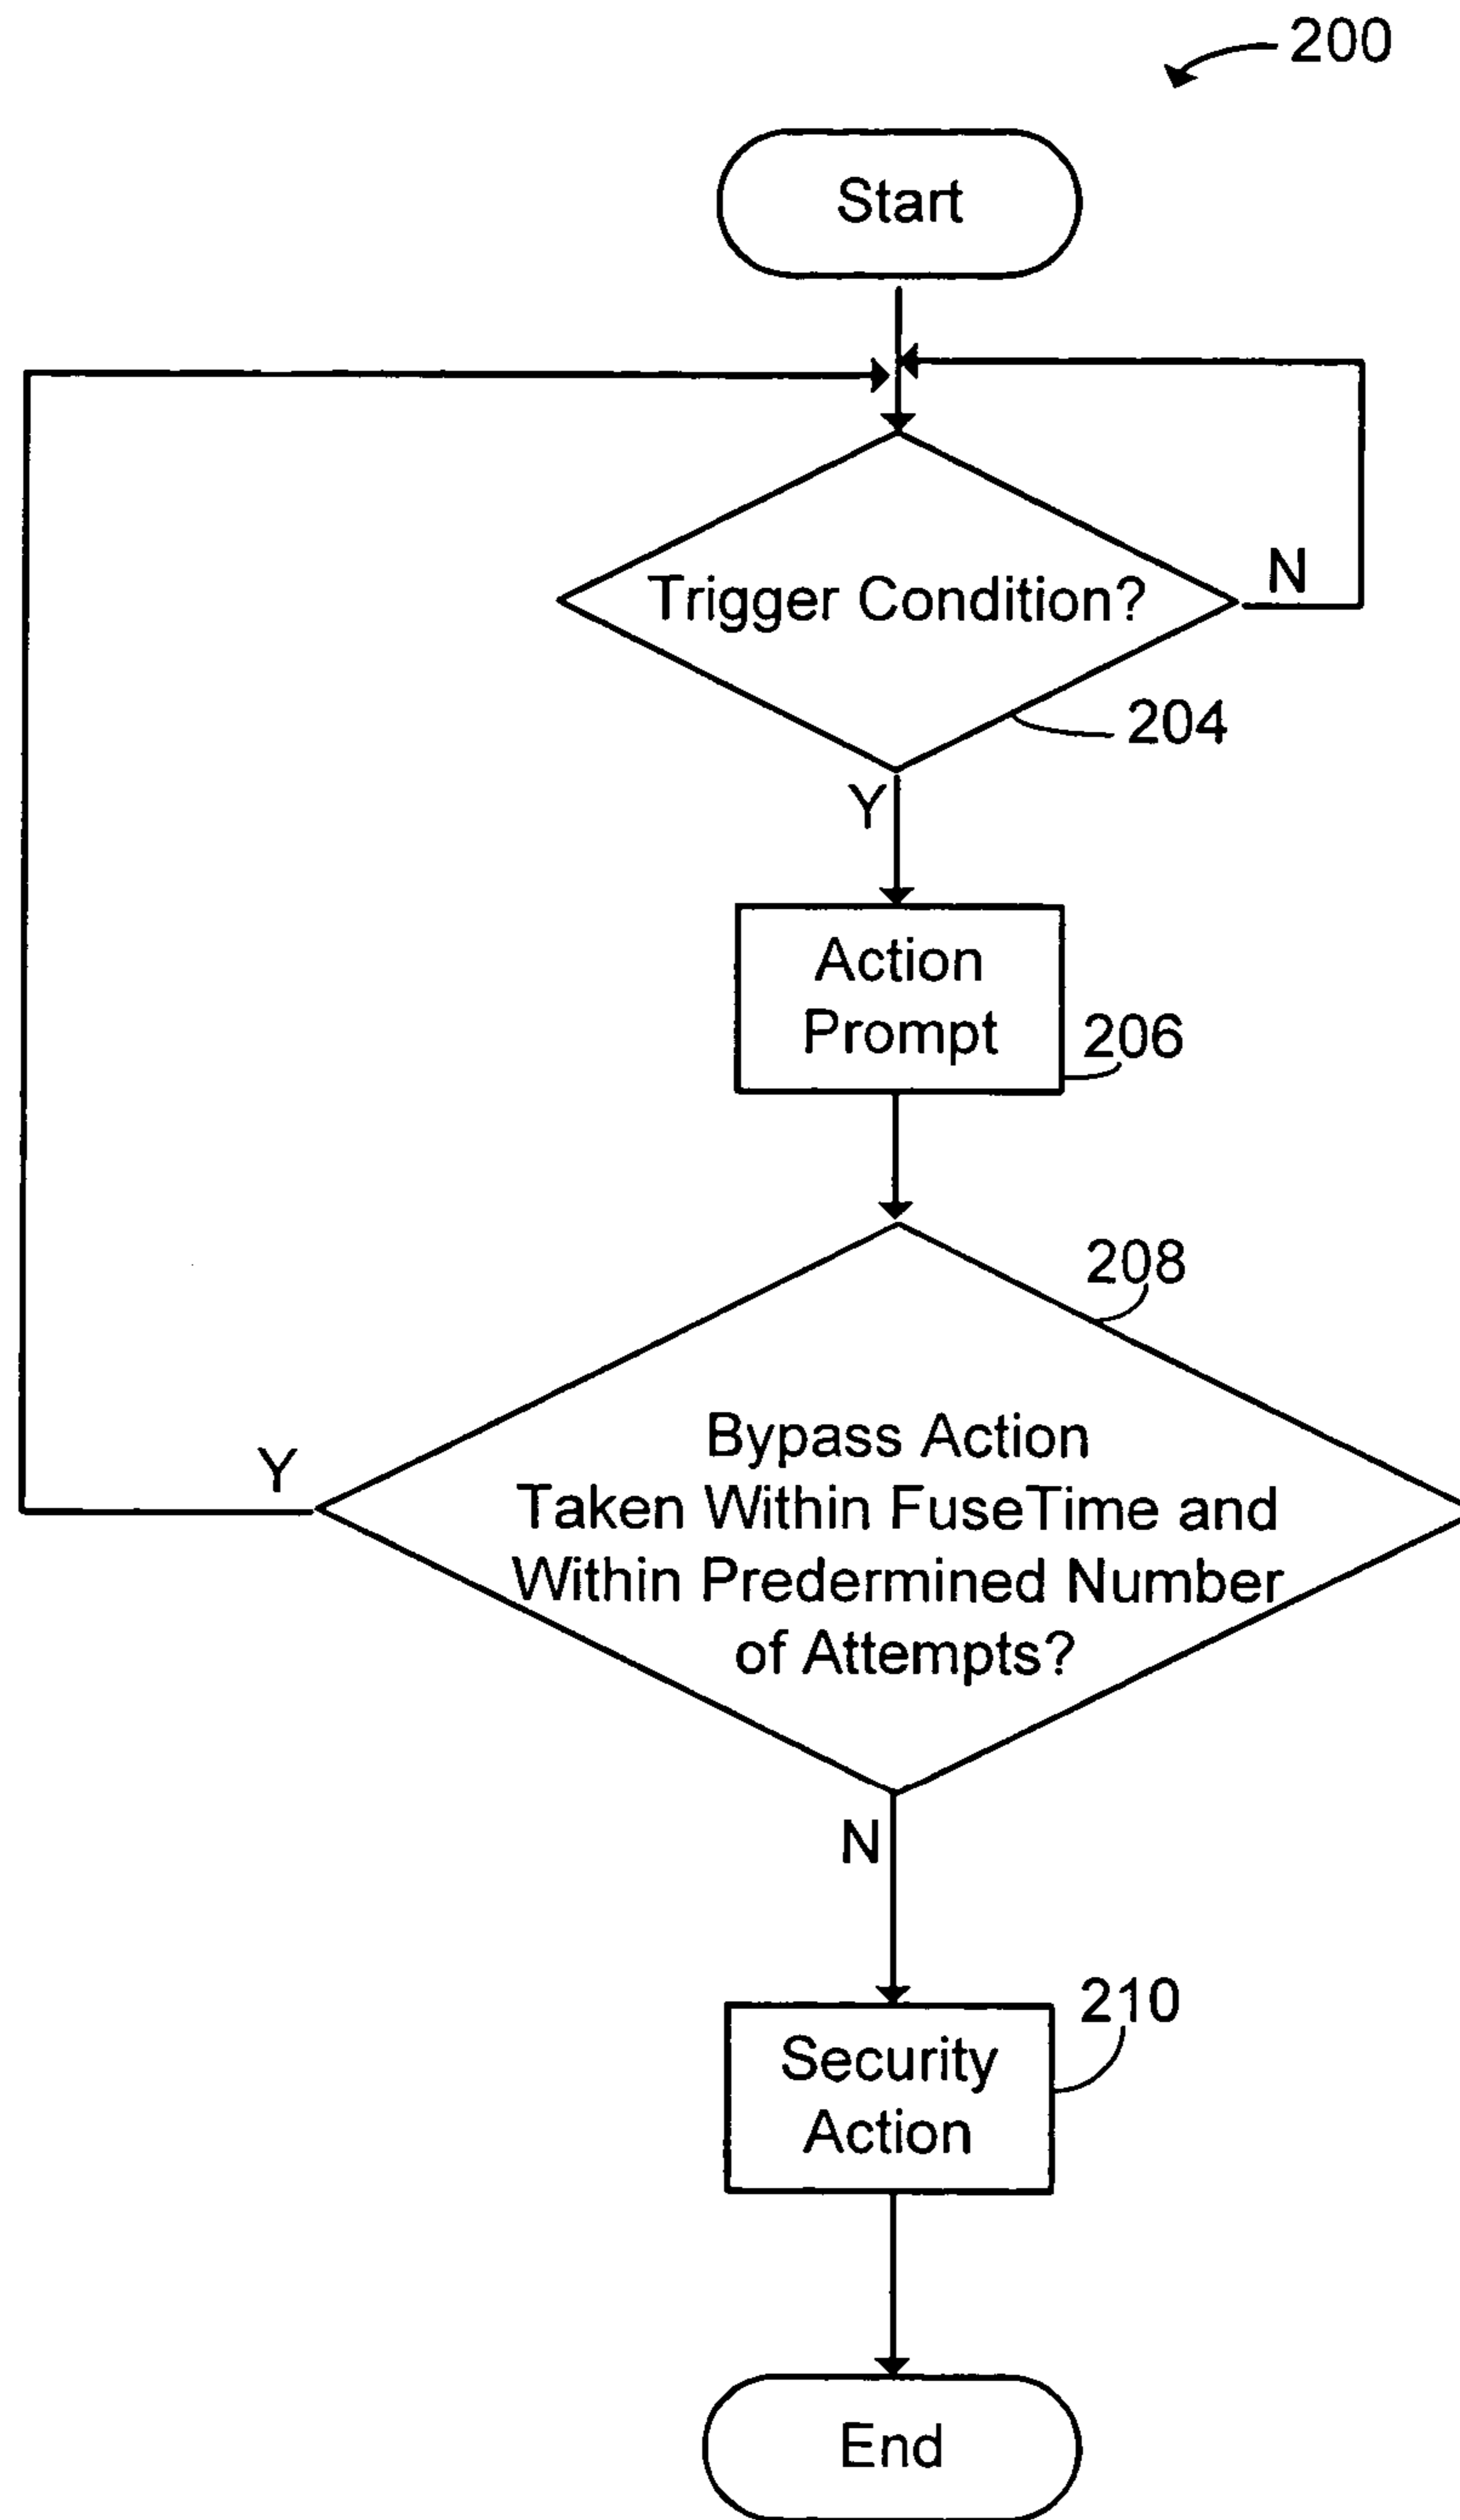 200
Start
Trigger Condition?
N
204
Y
Action
Prompt
206
208
Bypass Action
Taken Within FuseTime and
Within Predermined Number
of Attempts?
Y
N
210
Security
Action
End